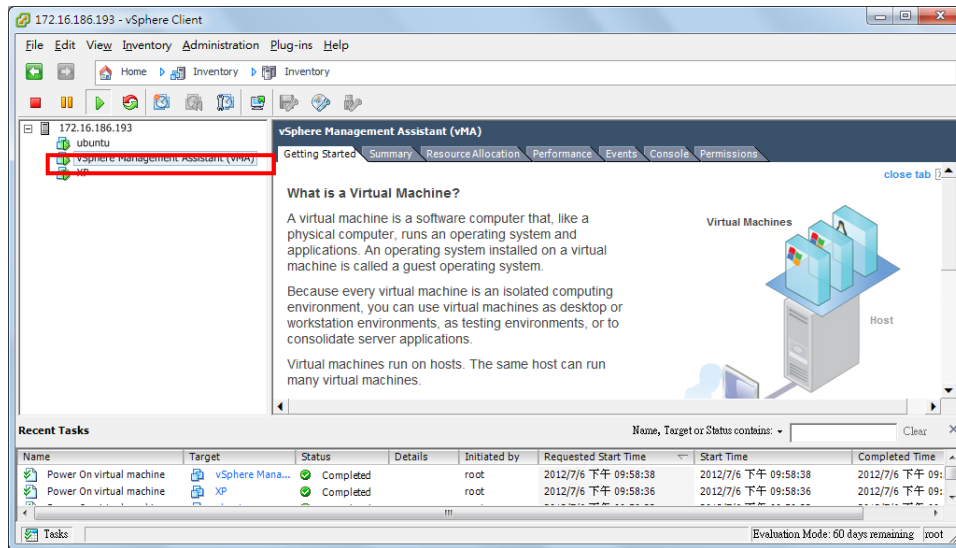 172.16.186.193 - vSphere Client
File Edit View Inventory Administration Plug-ins Help
Home Inventory Inventory
172.16.186.193
ubuntu
vSphere Management Assistant (vMA)
XP
vSphere Management Assistant (vMA)
Getting Started Summary Resource Allocation Performance Events Console Permissions
close tab
What is a Virtual Machine?
A virtual machine is a software computer that, like a
physical computer, runs an operating system and
applications. An operating system installed on a virtual
machine is called a guest operating system.
Because every virtual machine is an isolated computing
environment, you can use virtual machines as desktop or
workstation environments, as testing environments, or to
consolidate server applications.
Virtual machines run on hosts. The same host can run
many virtual machines.
Virtual Machines
Host
Recent Tasks
Name, Target or Status contains:
Clear
Name Target Status Details Initiated by Requested Start Time Start Time Completed Time
Power On virtual machine vSphere Mana... Completed root 2012/7/6 下午 09:58:38 2012/7/6 下午 09:58:38 2012/7/6 下午 09:
Power On virtual machine XP Completed root 2012/7/6 下午 09:58:36 2012/7/6 下午 09:58:36 2012/7/6 下午 09:
Tasks
Evaluation Mode: 60 days remaining root